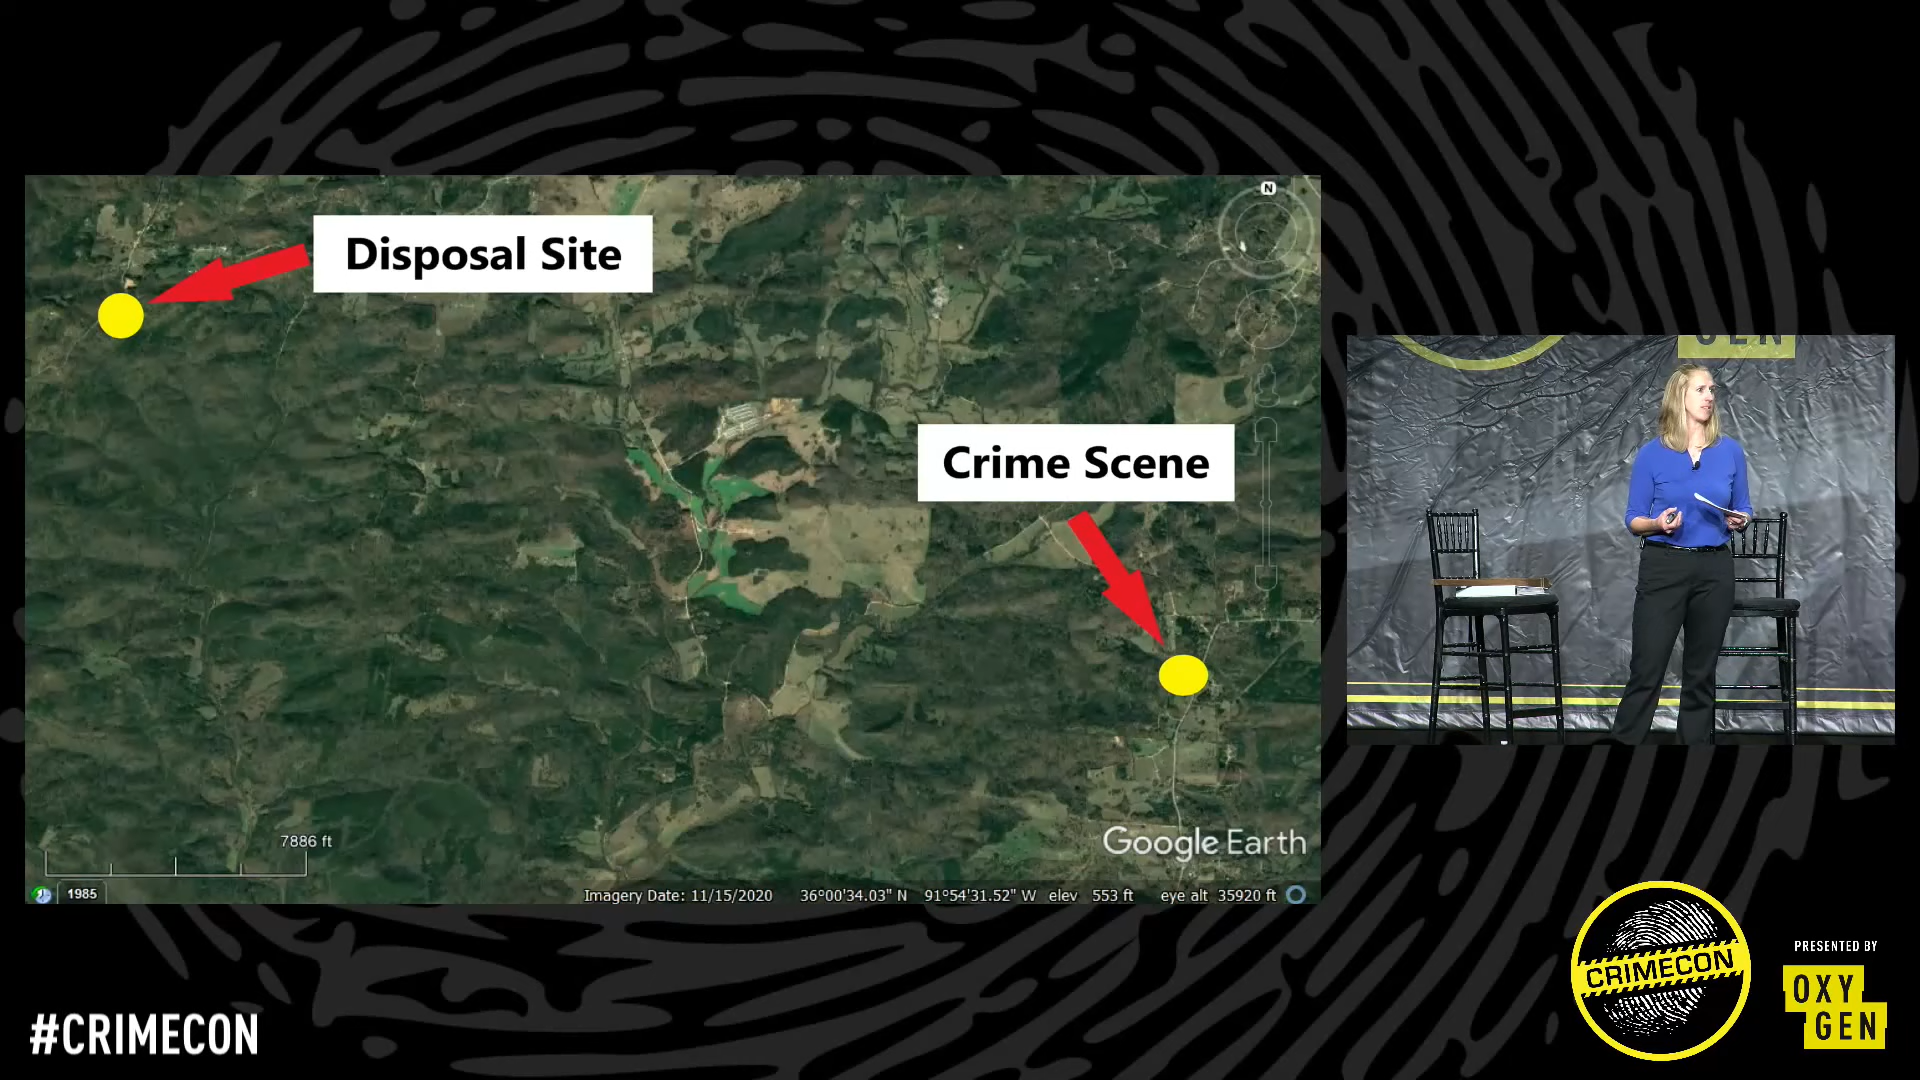 N
Disposal Site
Crime Scene
7886 ft
Google Earth
1985
Imagery Date: 11/15/2020 36°00'34.03" N 91°54'31.52" W elev 553 ft eye alt 35920 ft
GEN
#CRIMECON
CRIMECON
PRESENTED BY
OXY
GEN